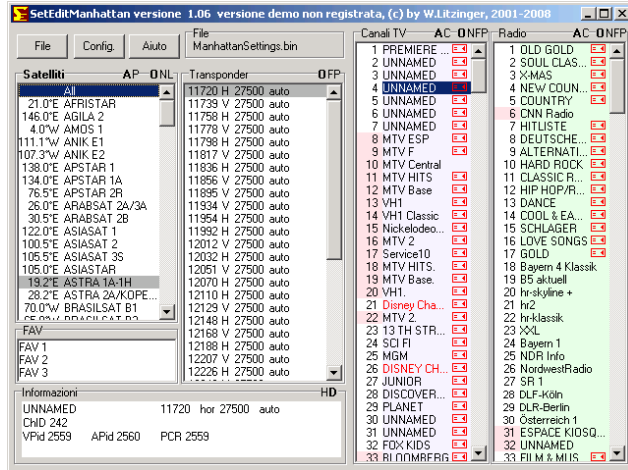 SetEditManhattan versione 1.06 versione demo non registrata, (c) by W.Litzinger, 2001-2008
File Config. Aiuto
File
ManhattanSettings.bin
Satelliti AP ONL
All
21.0°E AFRISTAR
146.0°E AGILA 2
4.0°W AMOS 1
111.1°W ANIK E1
107.3°W ANIK E2
138.0°E APSTAR 1
134.0°E APSTAR 1A
76.5°E APSTAR 2R
26.0°E ARABSAT 2A/3A
30.5°E ARABSAT 2B
122.0°E ASIASAT 1
100.5°E ASIASAT 2
105.5°E ASIASAT 3S
105.0°E ASIASTAR
19.2°E ASTRA 1A-1H
28.2°E ASTRA 2A/KOPE...
70.0°W BRASILSAT B1
BRASILSAT B2
FAV
FAV 1
FAV 2
FAV 3
Transponder OFP
11720 H 27500 auto
11739 V 27500 auto
11758 H 27500 auto
11778 V 27500 auto
11798 H 27500 auto
11817 V 27500 auto
11836 H 27500 auto
11856 V 27500 auto
11895 V 27500 auto
11934 V 27500 auto
11954 H 27500 auto
11992 H 27500 auto
12012 V 27500 auto
12032 H 27500 auto
12051 V 27500 auto
12070 H 27500 auto
12110 H 27500 auto
12129 V 27500 auto
12148 H 27500 auto
12168 V 27500 auto
12188 H 27500 auto
12207 V 27500 auto
12226 H 27500 auto
Informazioni HD
UNNAMED 11720 hor 27500 auto
ChID 242
VPid 2559 APid 2560 PCR 2559
Canali TV AC ONFP
1 PREMIERE ...
2 UNNAMED
3 UNNAMED
4 UNNAMED
5 UNNAMED
6 UNNAMED
7 UNNAMED
8 MTV ESP
9 MTV F
10 MTV Central
11 MTV HITS
12 MTV Base
13 VH1
14 VH1 Classic
15 Nickelodeo...
16 MTV 2
17 Service10
18 MTV HITS.
19 MTV Base.
20 VH1.
21 Disney Cha...
22 MTV 2.
23 13 TH STR...
24 SCI FI
25 MGM
26 DISNEY CH...
27 JUNIOR
28 DISCOVER...
29 PLANET
30 UNNAMED
31 UNNAMED
32 FOX KIDS
33 BLOOMBERG
Radio AC ONFP
1 OLD GOLD
2 SOUL CLAS...
3 X-MAS
4 NEW COUN...
5 COUNTRY
6 CNN Radio
7 HITLISTE
8 DEUTSCHE...
9 ALTERNATI...
10 HARD ROCK
11 CLASSIC R...
12 HIP HOP/R...
13 DANCE
14 COOL & EA...
15 SCHLAGER
16 LOVE SONGS
17 GOLD
18 Bayern 4 Klassik
19 B5 aktuell
20 hr-skyline +
21 hr2
22 hr-klassik
23 XXL
24 Bayern 1
25 NDR Info
26 NordwestRadio
27 SR 1
28 DLF-Köln
29 DLR-Berlin
30 Österreich 1
31 ESPACE KIOSQ...
32 UNNAMED
33 FILM & MUS...